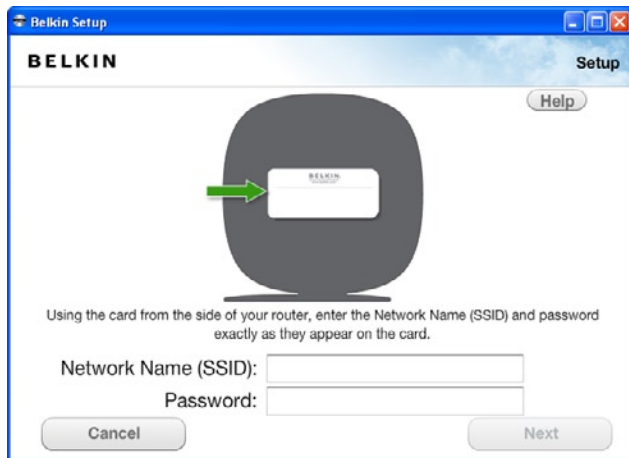 Belkin Setup
BELKIN
Setup
Help
BELKIN
Using the card from the side of your router, enter the Network Name (SSID) and password
exactly as they appear on the card.
Network Name (SSID):
Password:
Cancel
Next